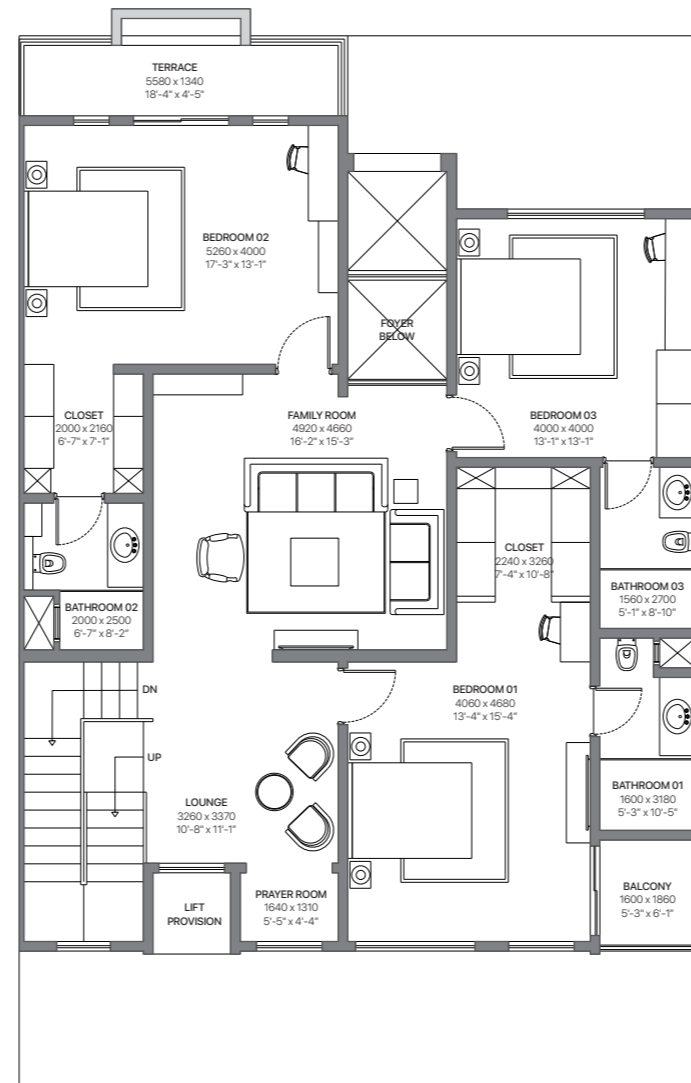 TERRACE
5580 x 1340
18'-4" x 4'-5"
BEDROOM 02
5260 x 4000
17'-3" x 13'-1"
FOYER
BELOW
CLOSET
2000 x 2160
6'-7" x 7'-1"
FAMILY ROOM
4920 x 4660
16'-2" x 15'-3"
BEDROOM 03
4000 x 4000
13'-1" x 13'-1"
CLOSET
2240 x 3260
7'-4" x 10'-8"
BATHROOM 03
1560 x 2700
5'-1" x 8'-10"
BATHROOM 02
2000 x 2500
6'-7" x 8'-2"
DN
BEDROOM 01
4060 x 4680
13'-4" x 15'-4"
UP
LOUNGE
3260 x 3370
10'-8" x 11'-1"
BATHROOM 01
1600 x 3180
5'-3" x 10'-5"
LIFT
PROVISION
PRAYER ROOM
1640 x 1310
5'-5" x 4'-4"
BALCONY
1600 x 1860
5'-3" x 6'-1"